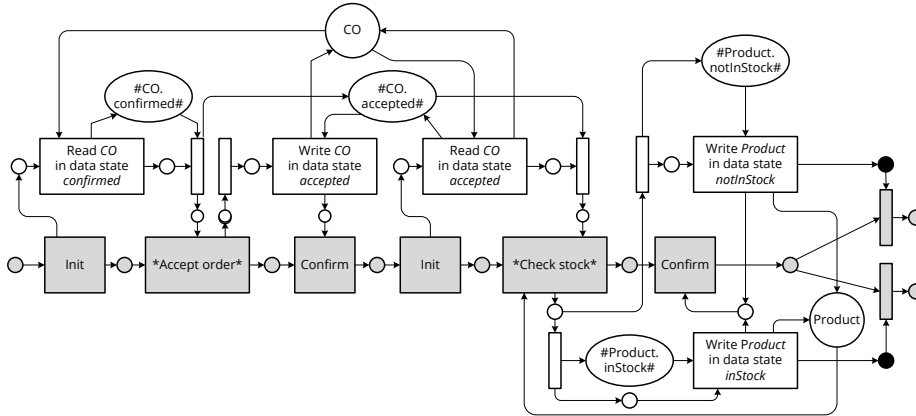 CO
#Product.
notInStock#
#CO.
confirmed#
#CO.
accepted#
Read CO
in data state
confirmed
Write CO
in data state
accepted
Read CO
in data state
accepted
Write Product
in data state
notInStock
Init
*Accept order*
Confirm
Init
*Check stock*
Confirm
Product
#Product.
inStock#
Write Product
in data state
inStock